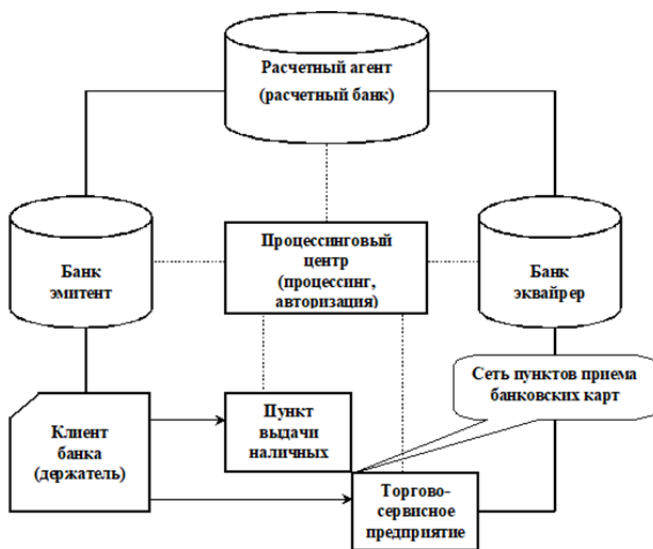 Расчетный агент
(расчетный банк)
Банк
эмитент
Процессинговый
центр
(процессинг,
авторизация)
Банк
эквайрер
Сеть пунктов приема
банковских карт
Клиент
банка
(держатель)
Пункт
выдачи
наличных
Торгово-
сервисное
предприятие